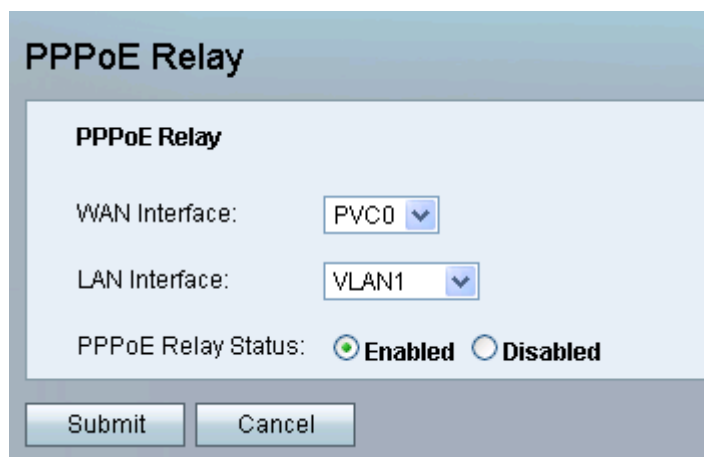 PPPoE Relay
PPPoE Relay
WAN Interface: PVC0
LAN Interface: VLAN1
PPPoE Relay Status: Enabled Disabled
Submit Cancel